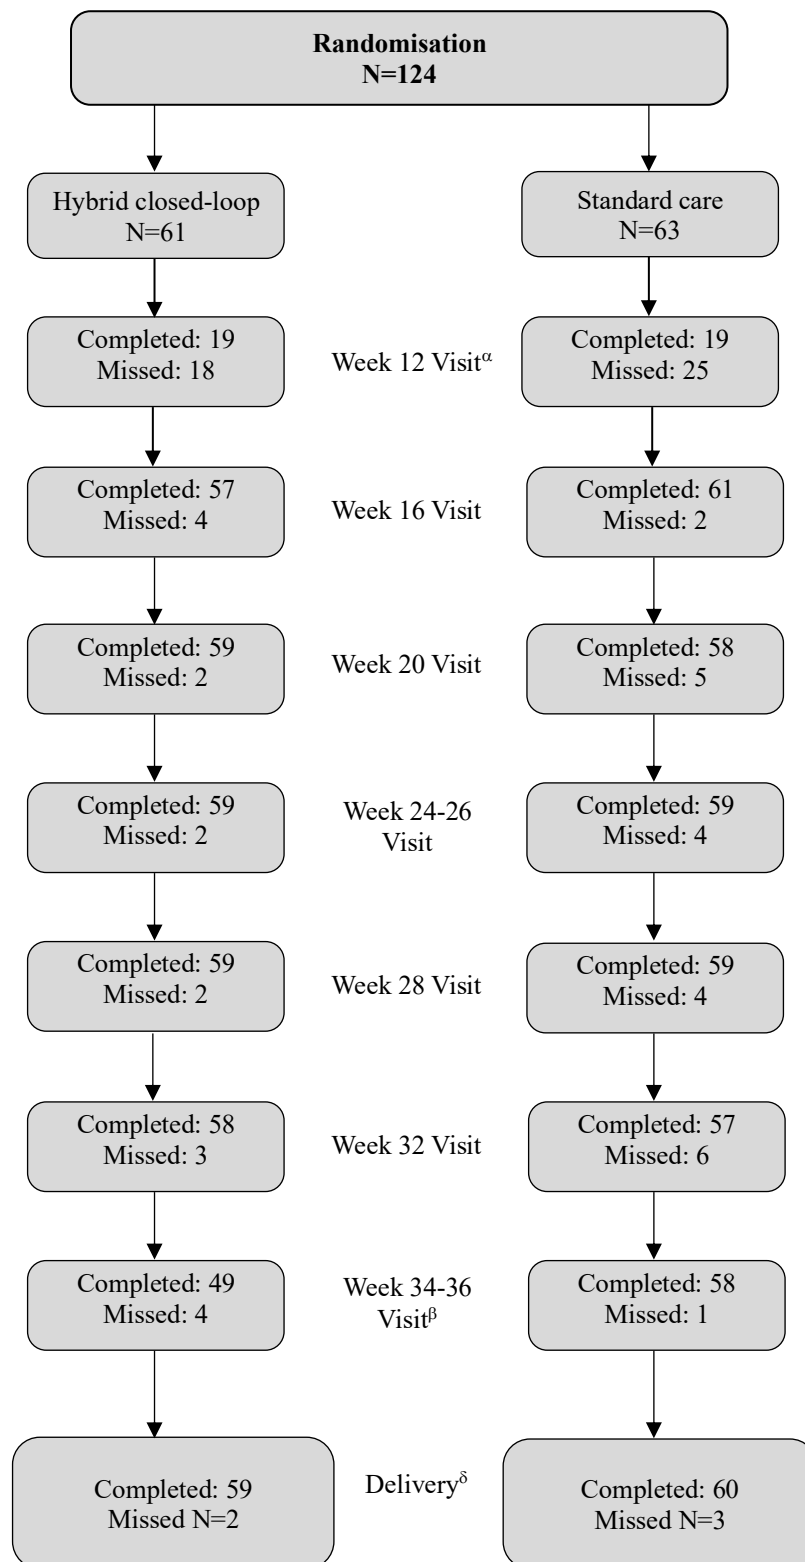 Randomisation
N=124
Hybrid closed-loop
N=61
Standard care
N=63
Completed: 19
Missed: 18
Week 12 Visitᵅ
Completed: 19
Missed: 25
Completed: 57
Missed: 4
Week 16 Visit
Completed: 61
Missed: 2
Completed: 59
Missed: 2
Week 20 Visit
Completed: 58
Missed: 5
Completed: 59
Missed: 2
Week 24-26
Visit
Completed: 59
Missed: 4
Completed: 59
Missed: 2
Week 28 Visit
Completed: 59
Missed: 4
Completed: 58
Missed: 3
Week 32 Visit
Completed: 57
Missed: 6
Completed: 49
Missed: 4
Week 34-36
Visitᵝ
Completed: 58
Missed: 1
Completed: 59
Missed N=2
Deliveryᵟ
Completed: 60
Missed N=3